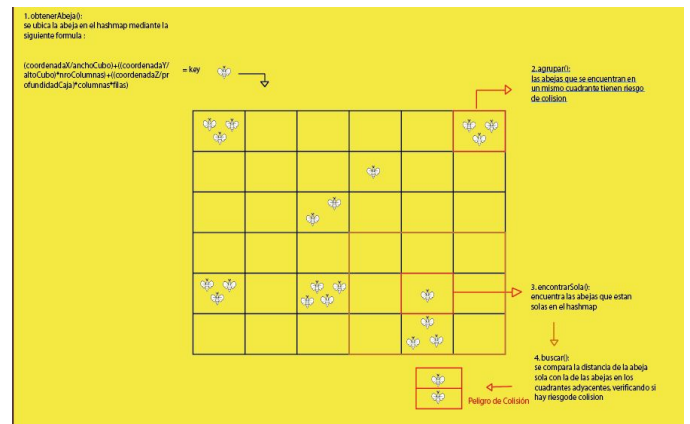 1. obtenerAbeja():
se ubica la abeja en el hashmap mediante la
siguiente formula :
(coordenadaX/anchoCubo)+((coordenadaY/
altoCubo)*nroColumnas)+((coordenadaZ/pr
ofundidadCaja)*columnas*filas)
= key
2. agrupar():
las abejas que se encuentran en
un mismo cuadrante tienen riesgo
de colision
3. encontrarSola():
encuentra las abejas que estan
solas en el hashmap
4. buscar():
se compara la distancia de la abeja
sola con la de las abejas en los
cuadrantes adyacentes, verificando si
hay riesgode colision
Peligro de Colisión